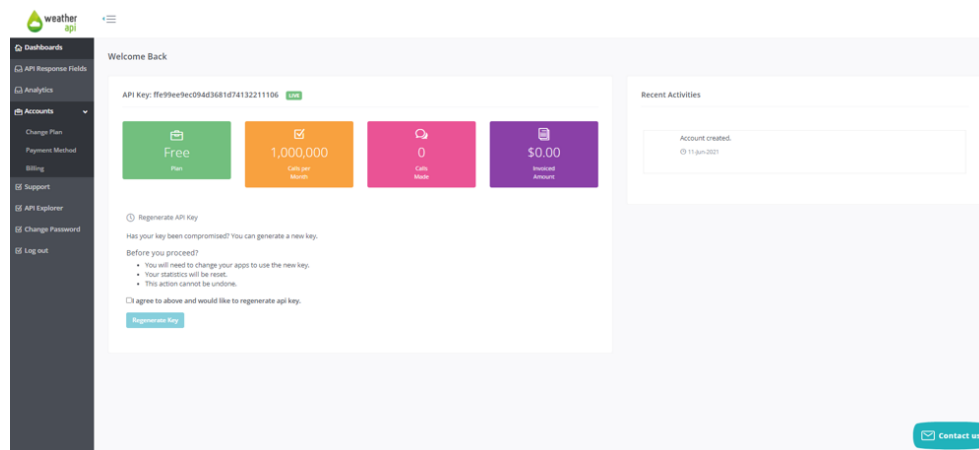 weather
api
Dashboards
API Response Fields
Analytics
Accounts
Change Plan
Payment Method
Billing
Support
API Explorer
Change Password
Log out
Welcome Back
API Key: ffe99ee9ec094d3681d74132211106 LIVE
Free
Plan
1,000,000
Calls per
Month
0
Calls
Made
$0.00
Invoiced
Amount
Regenerate API Key
Has your key been compromised? You can generate a new key.
Before you proceed?
You will need to change your apps to use the new key.
Your statistics will be reset.
This action cannot be undone.
I agree to above and would like to regenerate api key.
Regenerate Key
Recent Activities
Account created.
11-Jun-2021
Contact us